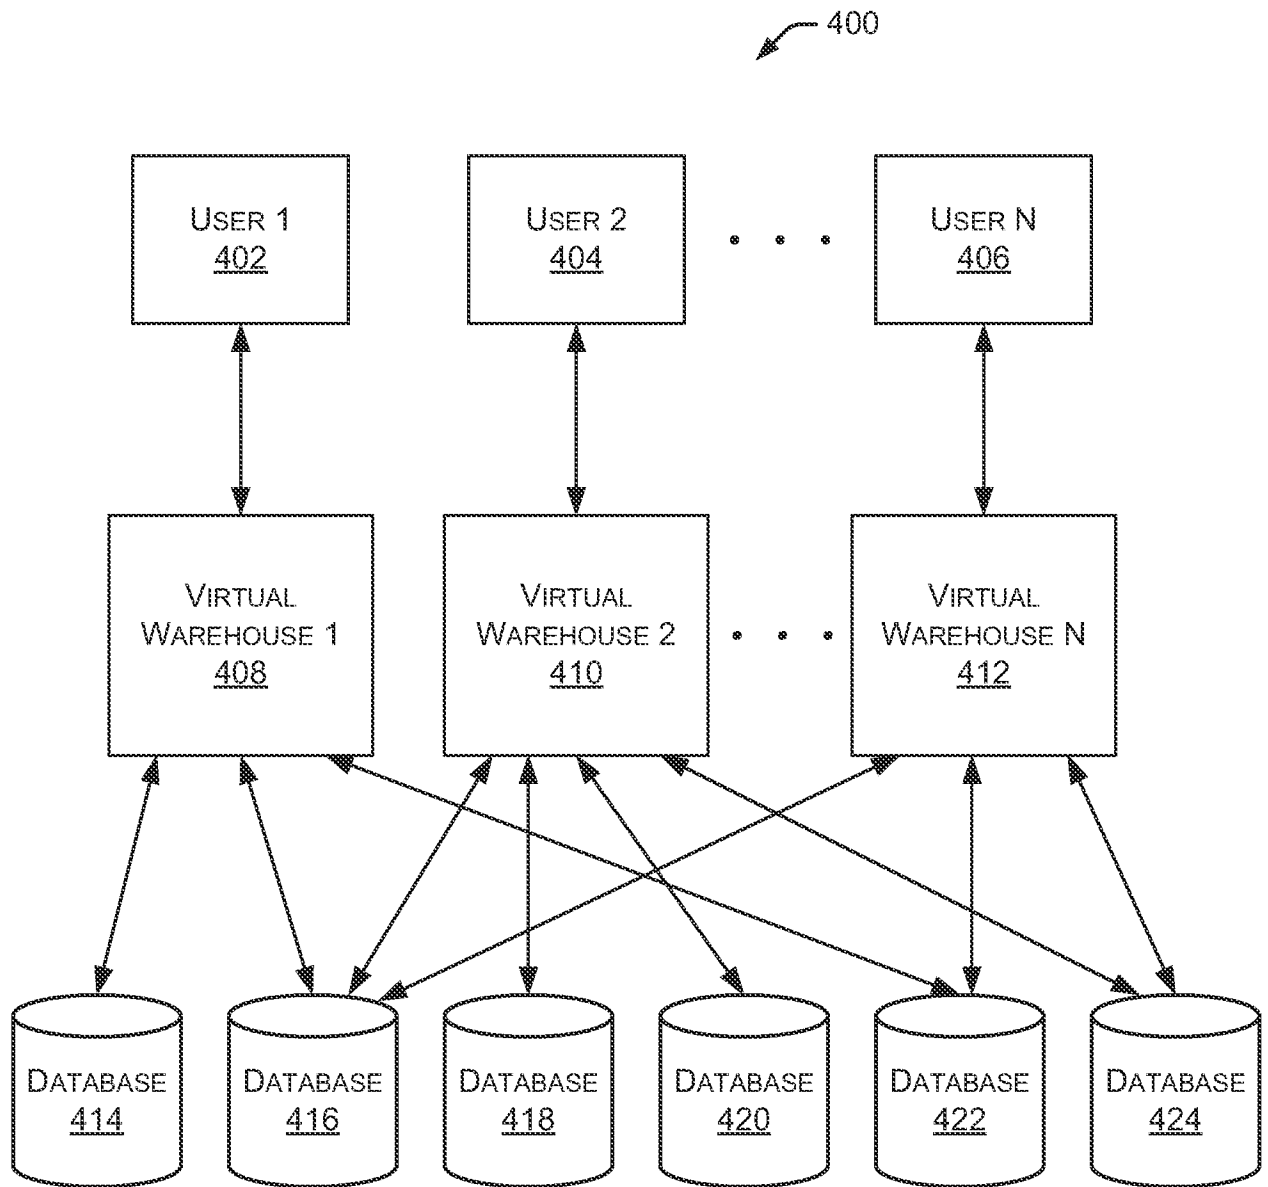 400
USER 1
402
USER 2
404
USER N
406
VIRTUAL
WAREHOUSE 1
408
VIRTUAL
WAREHOUSE 2
410
VIRTUAL
WAREHOUSE N
412
DATABASE
414
DATABASE
416
DATABASE
418
DATABASE
420
DATABASE
422
DATABASE
424